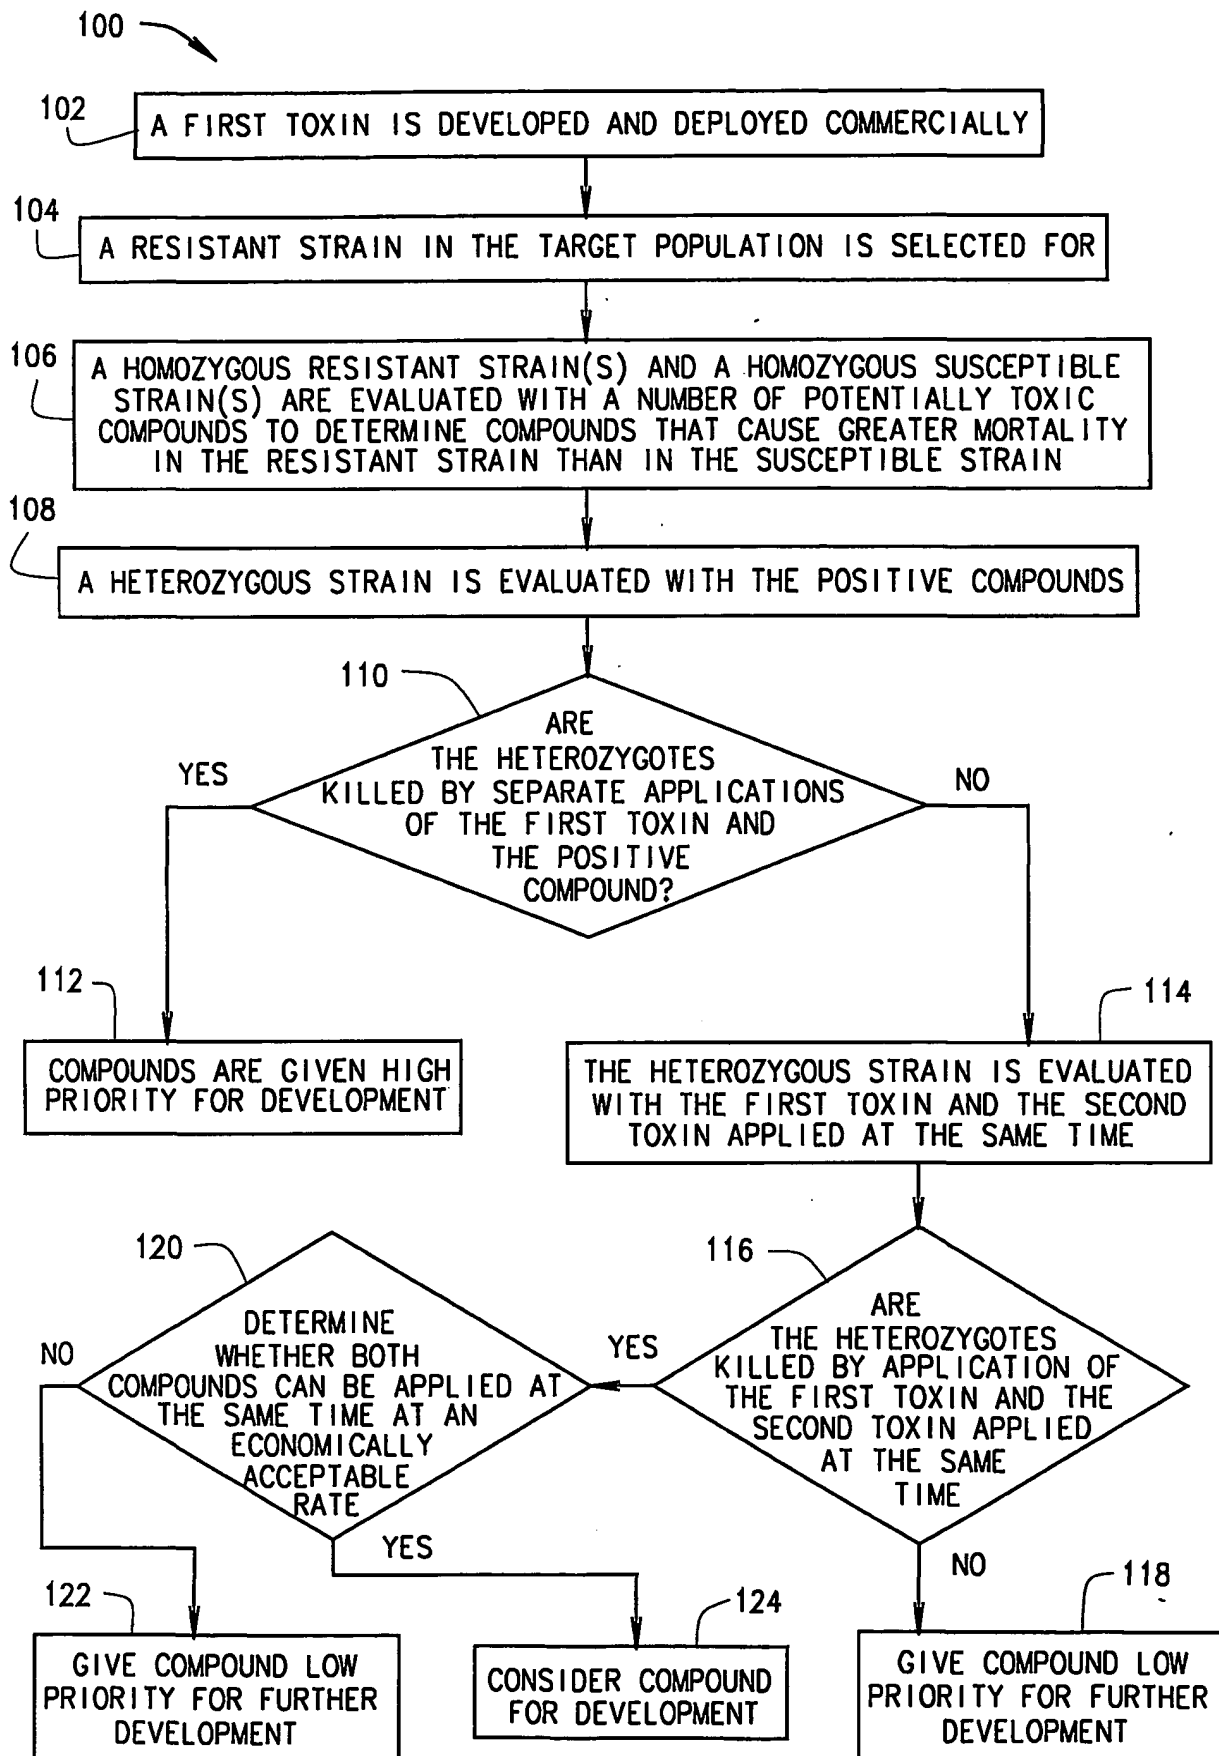 100
102
A FIRST TOXIN IS DEVELOPED AND DEPLOYED COMMERCIALLY
104
A RESISTANT STRAIN IN THE TARGET POPULATION IS SELECTED FOR
106
A HOMOZYGOUS RESISTANT STRAIN(S) AND A HOMOZYGOUS SUSCEPTIBLE
STRAIN(S) ARE EVALUATED WITH A NUMBER OF POTENTIALLY TOXIC
COMPOUNDS TO DETERMINE COMPOUNDS THAT CAUSE GREATER MORTALITY
IN THE RESISTANT STRAIN THAN IN THE SUSCEPTIBLE STRAIN
108
A HETEROZYGOUS STRAIN IS EVALUATED WITH THE POSITIVE COMPOUNDS
110
ARE
THE HETEROZYGOTES
KILLED BY SEPARATE APPLICATIONS
OF THE FIRST TOXIN AND
THE POSITIVE
COMPOUND?
YES
NO
112
COMPOUNDS ARE GIVEN HIGH
PRIORITY FOR DEVELOPMENT
114
THE HETEROZYGOUS STRAIN IS EVALUATED
WITH THE FIRST TOXIN AND THE SECOND
TOXIN APPLIED AT THE SAME TIME
116
ARE
THE HETEROZYGOTES
KILLED BY APPLICATION OF
THE FIRST TOXIN AND THE
SECOND TOXIN APPLIED
AT THE SAME
TIME
YES
NO
120
DETERMINE
WHETHER BOTH
COMPOUNDS CAN BE APPLIED AT
THE SAME TIME AT AN
ECONOMICALLY
ACCEPTABLE
RATE
NO
YES
122
GIVE COMPOUND LOW
PRIORITY FOR FURTHER
DEVELOPMENT
124
CONSIDER COMPOUND
FOR DEVELOPMENT
118
GIVE COMPOUND LOW
PRIORITY FOR FURTHER
DEVELOPMENT